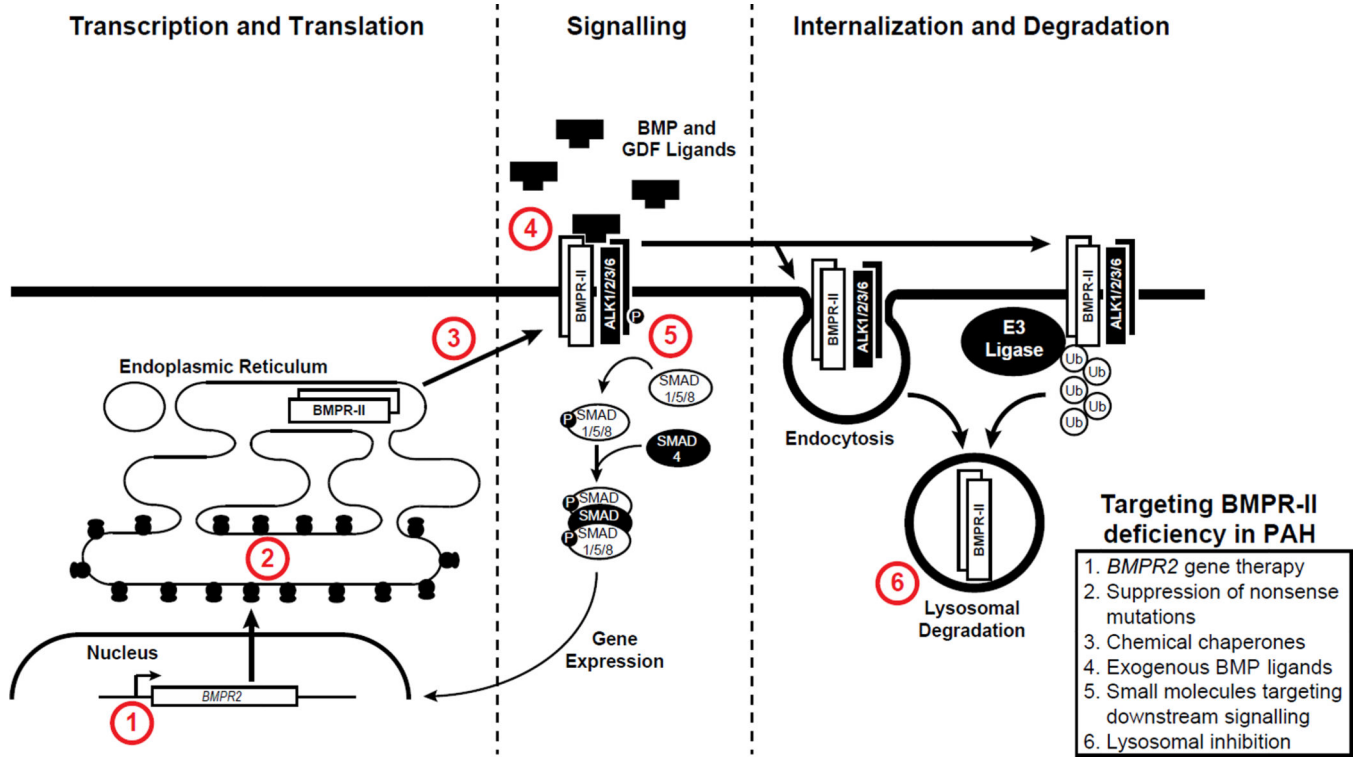 Transcription and Translation
Signalling
Internalization and Degradation
BMP and
GDF Ligands
4
BMPR-II
ALK1/2/3/6
P
BMPR-II
ALK1/2/3/6
BMPR-II
ALK1/2/3/6
3
5
E3
Ligase
Ub
Ub
Ub
Ub
Ub
Endoplasmic Reticulum
BMPR-II
SMAD
1/5/8
P
SMAD
1/5/8
SMAD
4
Endocytosis
P
SMAD
SMAD
P
SMAD
1/5/8
2
BMPR-II
6
Lysosomal
Degradation
Nucleus
BMPR2
1
Gene
Expression
Targeting BMPR-II
deficiency in PAH
1. BMPR2 gene therapy
2. Suppression of nonsense
mutations
3. Chemical chaperones
4. Exogenous BMP ligands
5. Small molecules targeting
downstream signalling
6. Lysosomal inhibition